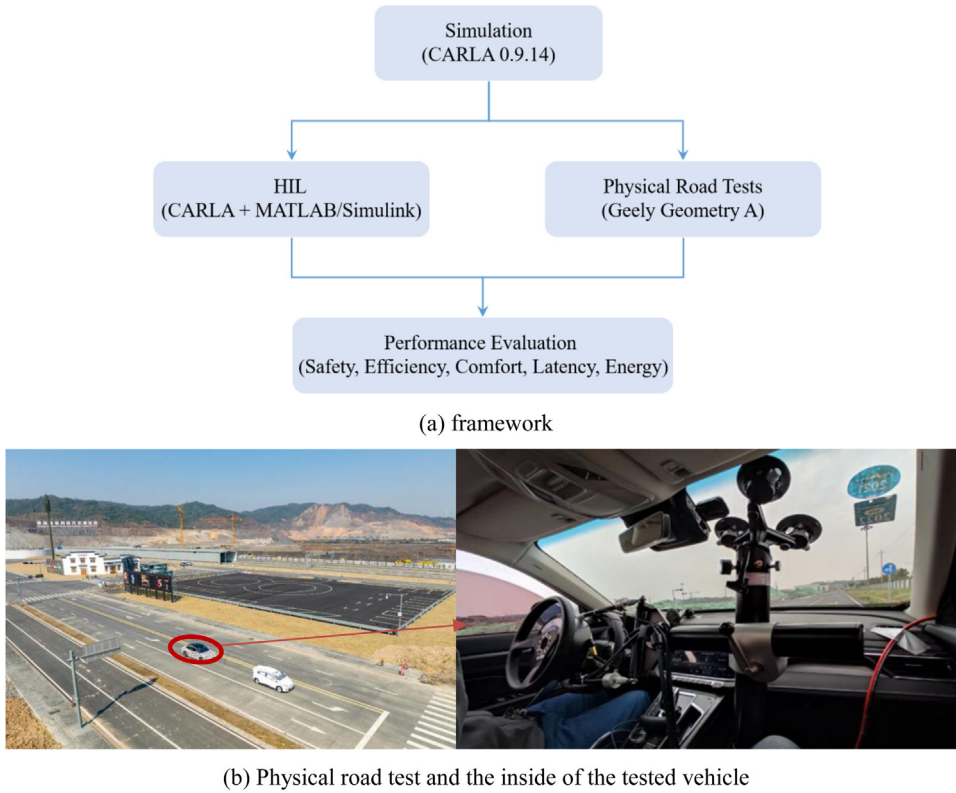 Simulation
(CARLA 0.9.14)
HIL
(CARLA + MATLAB/Simulink)
Physical Road Tests
(Geely Geometry A)
Performance Evaluation
(Safety, Efficiency, Comfort, Latency, Energy)
(a) framework
(b) Physical road test and the inside of the tested vehicle